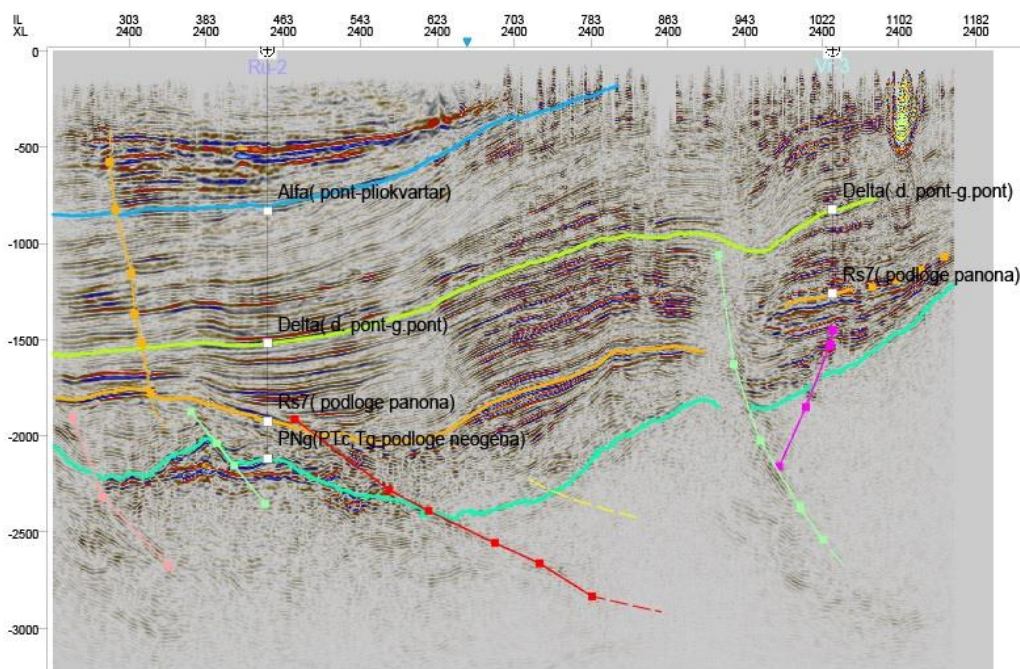 IL 303 383 463 543 623 703 783 863 943 1022 1102 1182
XL 2400 2400 2400 2400 2400 2400 2400 2400 2400 2400 2400 2400
0
Ru-2
-500
Alfa( pont-pliokvartar)
Delta( d. pont-g.pont)
-1000
Rs7( podloge panona)
Delta( d. pont-g.pont)
-1500
Rs7( podloge panona)
-2000
PNg(PTc,Tg-podloge neogena)
-2500
-3000